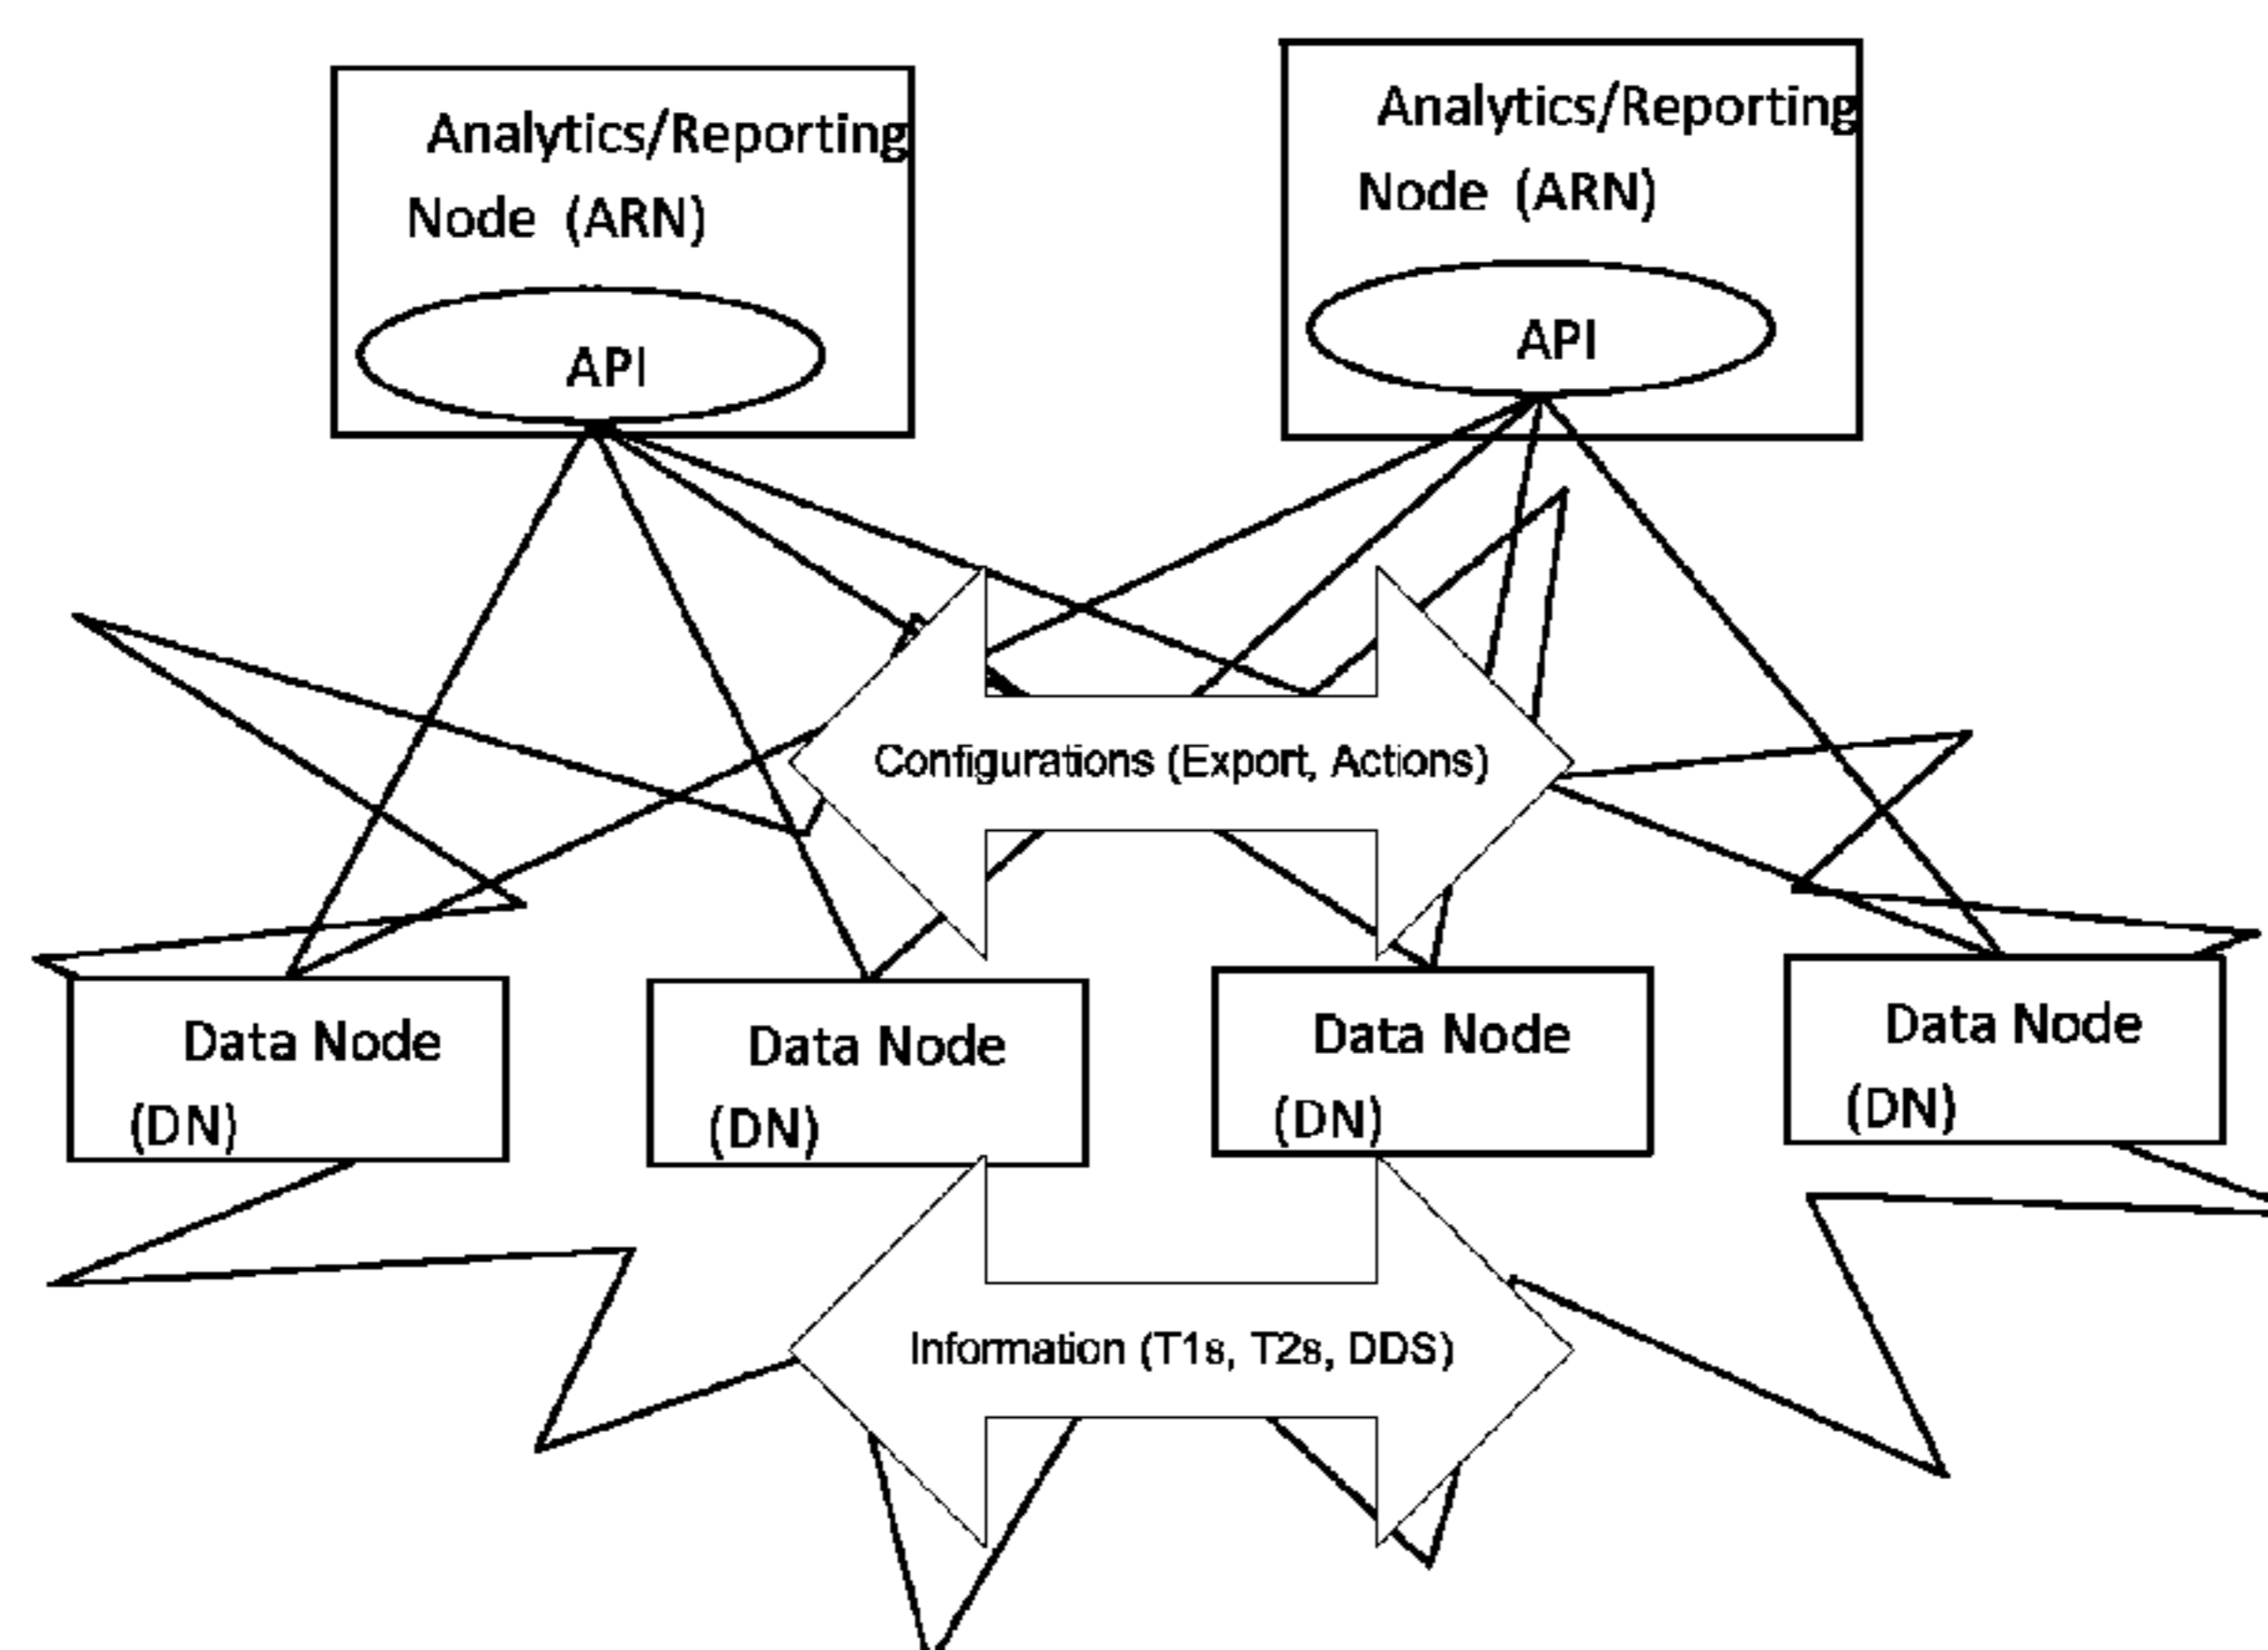 Analytics/Reporting
Node (ARN)
API
Analytics/Reporting
Node (ARN)
API
Configurations (Export, Actions)
Data Node
(DN)
Data Node
(DN)
Data Node
(DN)
Data Node
(DN)
Information (T1s, T2s, DDS)